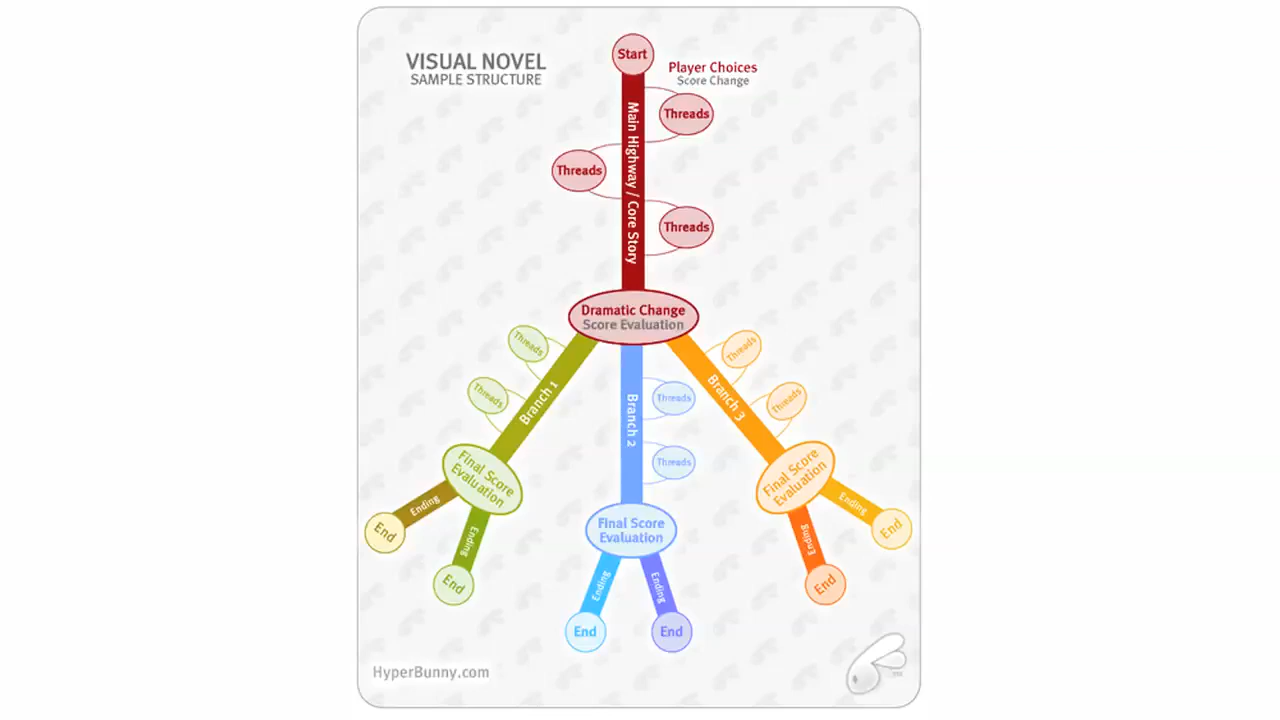 VISUAL NOVEL
SAMPLE STRUCTURE
Start
Player Choices
Score Change
Threads
Main Highway / Core Story
Threads
Threads
Dramatic Change
Score Evaluation
Threads
Threads
Branch 1
Branch 2
Threads
Threads
Branch 3
Threads
Threads
Final Score
Evaluation
Final Score
Evaluation
Final Score
Evaluation
Ending
Ending
Ending
Ending
Ending
Ending
End
End
End
End
End
End
HyperBunny.com
TM